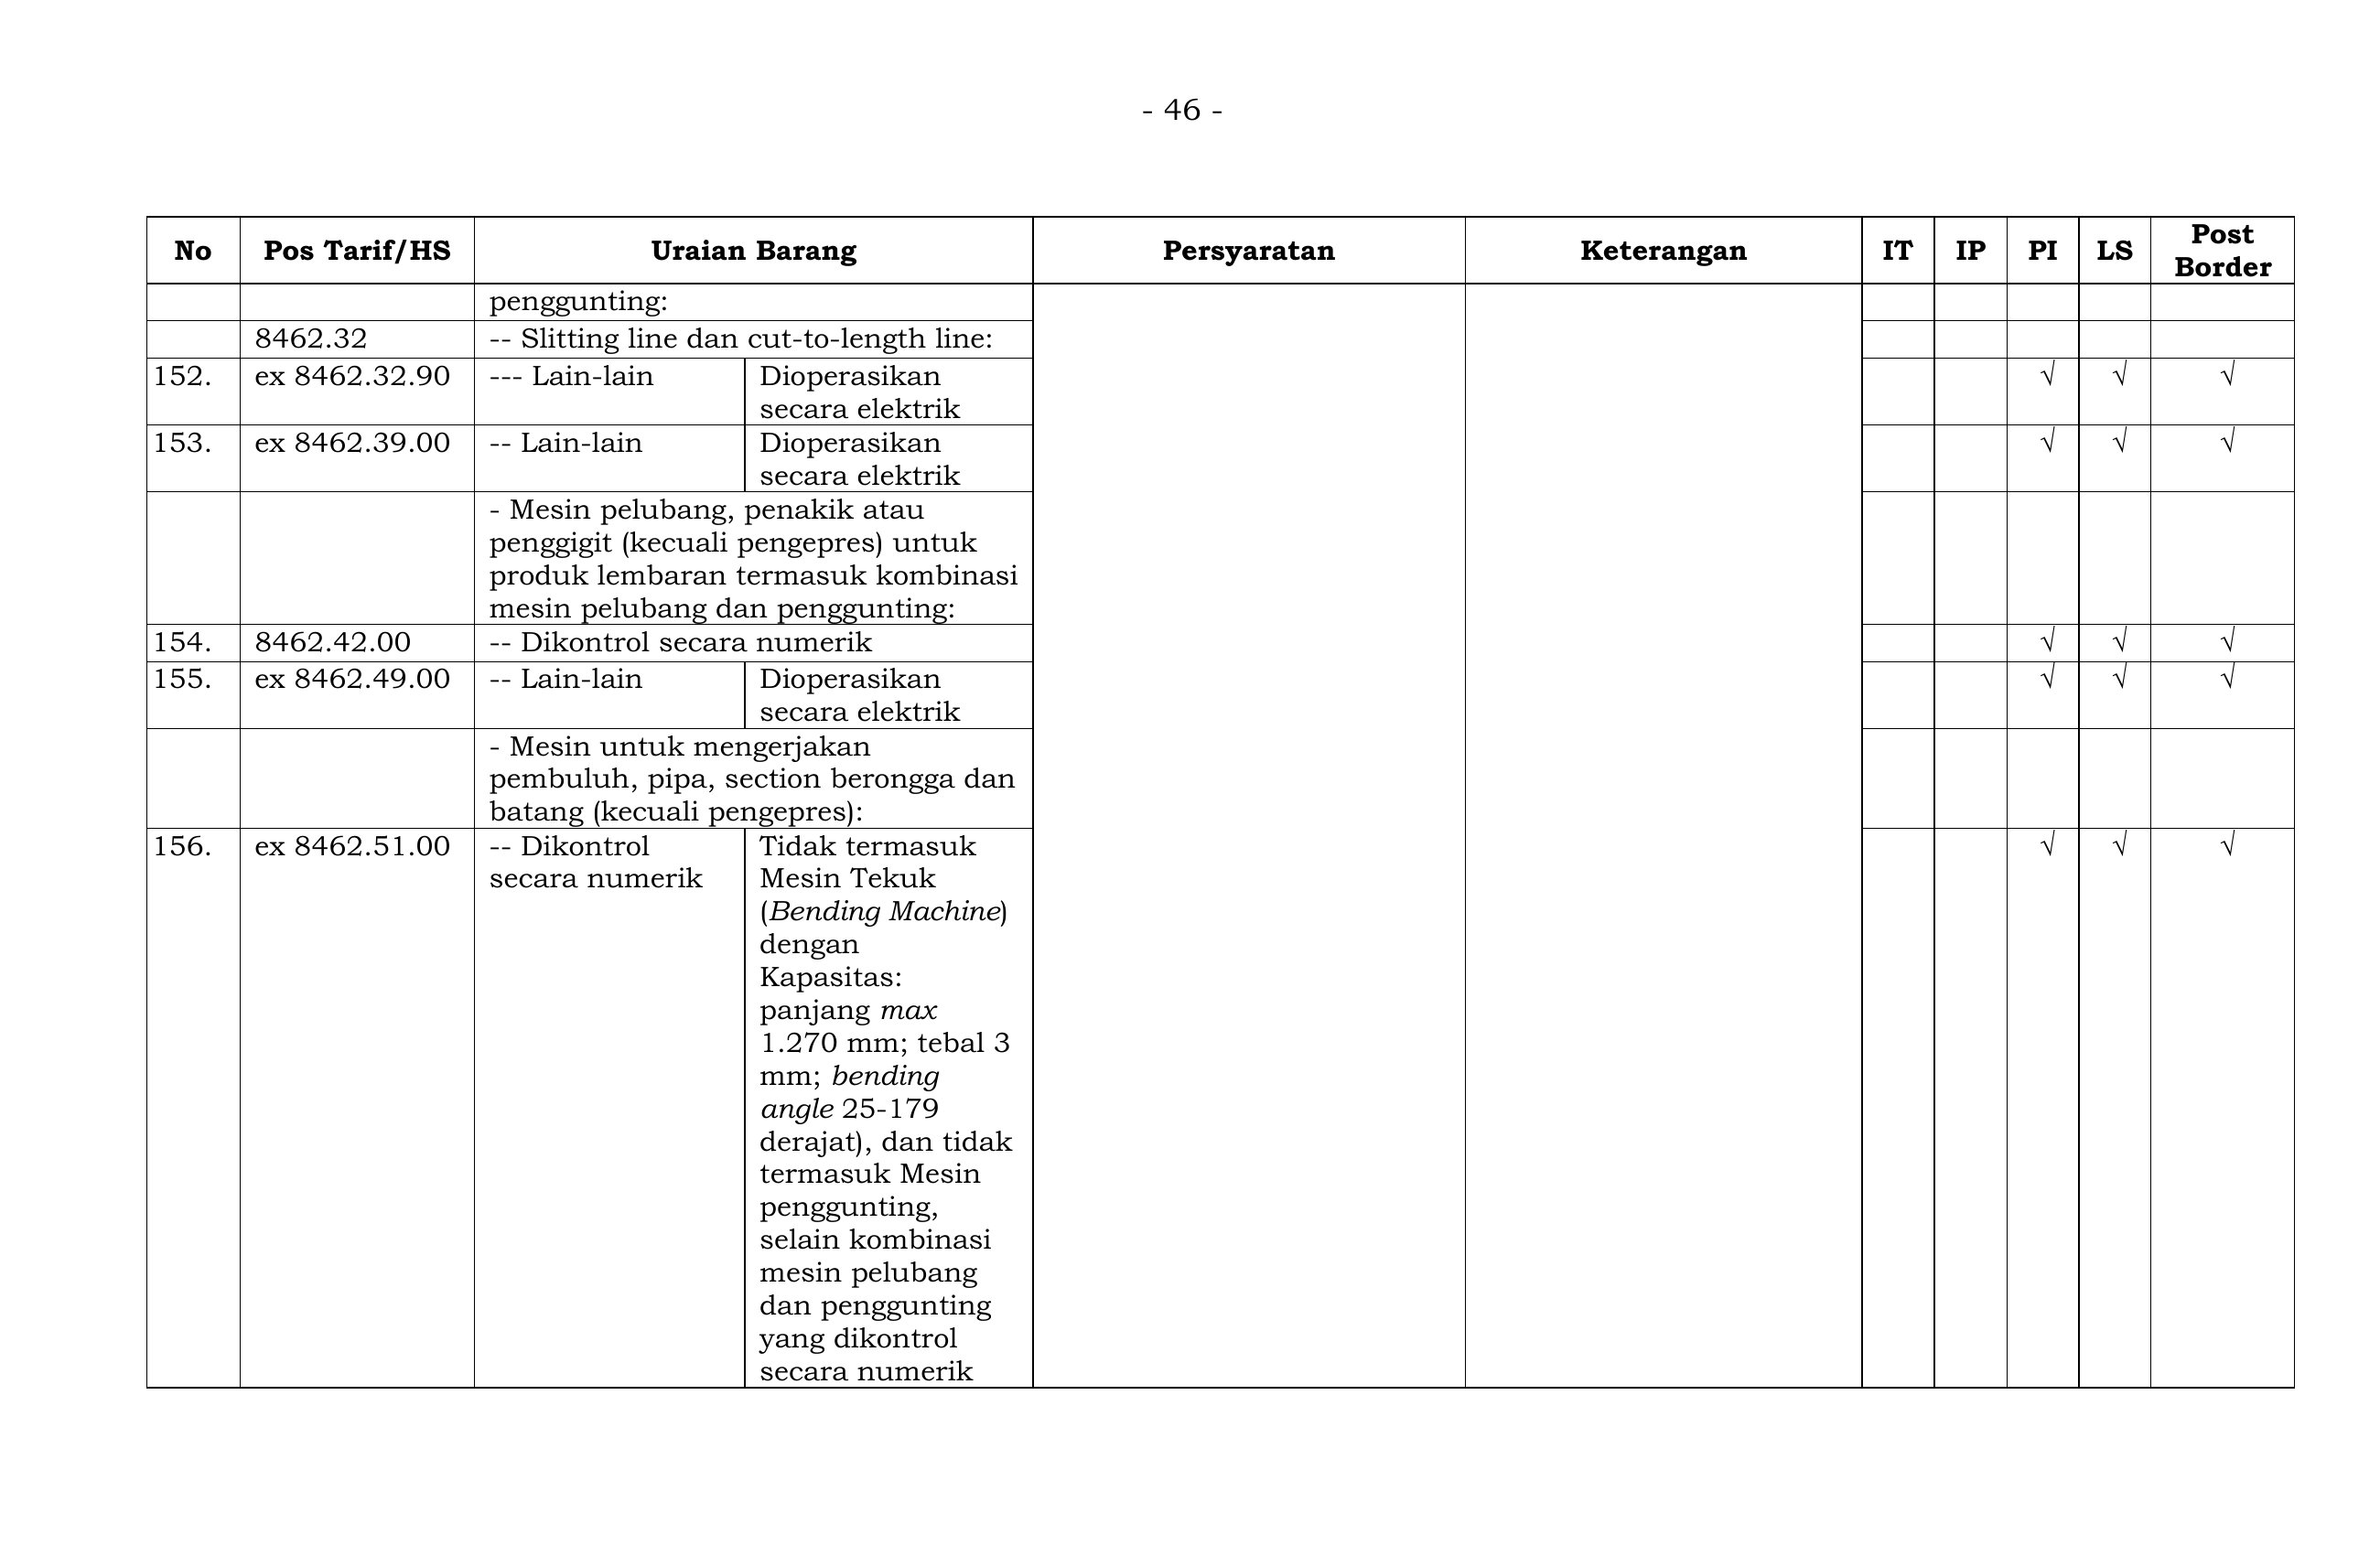 - 46 -
No Pos Tarif/HS Uraian Barang Persyaratan Keterangan IT IP PI LS Post Border
penggunting:
8462.32 -- Slitting line dan cut-to-length line:
152. ex 8462.32.90 --- Lain-lain Dioperasikan √ √ √
secara elektrik
153. ex 8462.39.00 -- Lain-lain Dioperasikan √ √ √
secara elektrik
- Mesin pelubang, penakik atau
penggigit (kecuali pengepres) untuk
produk lembaran termasuk kombinasi
mesin pelubang dan penggunting:
154. 8462.42.00 -- Dikontrol secara numerik √ √ √
155. ex 8462.49.00 -- Lain-lain Dioperasikan √ √ √
secara elektrik
- Mesin untuk mengerjakan
pembuluh, pipa, section berongga dan
batang (kecuali pengepres):
156. ex 8462.51.00 -- Dikontrol Tidak termasuk √ √ √
secara numerik Mesin Tekuk
(Bending Machine)
dengan
Kapasitas:
panjang max
1.270 mm; tebal 3
mm; bending
angle 25-179
derajat), dan tidak
termasuk Mesin
penggunting,
selain kombinasi
mesin pelubang
dan penggunting
yang dikontrol
secara numerik